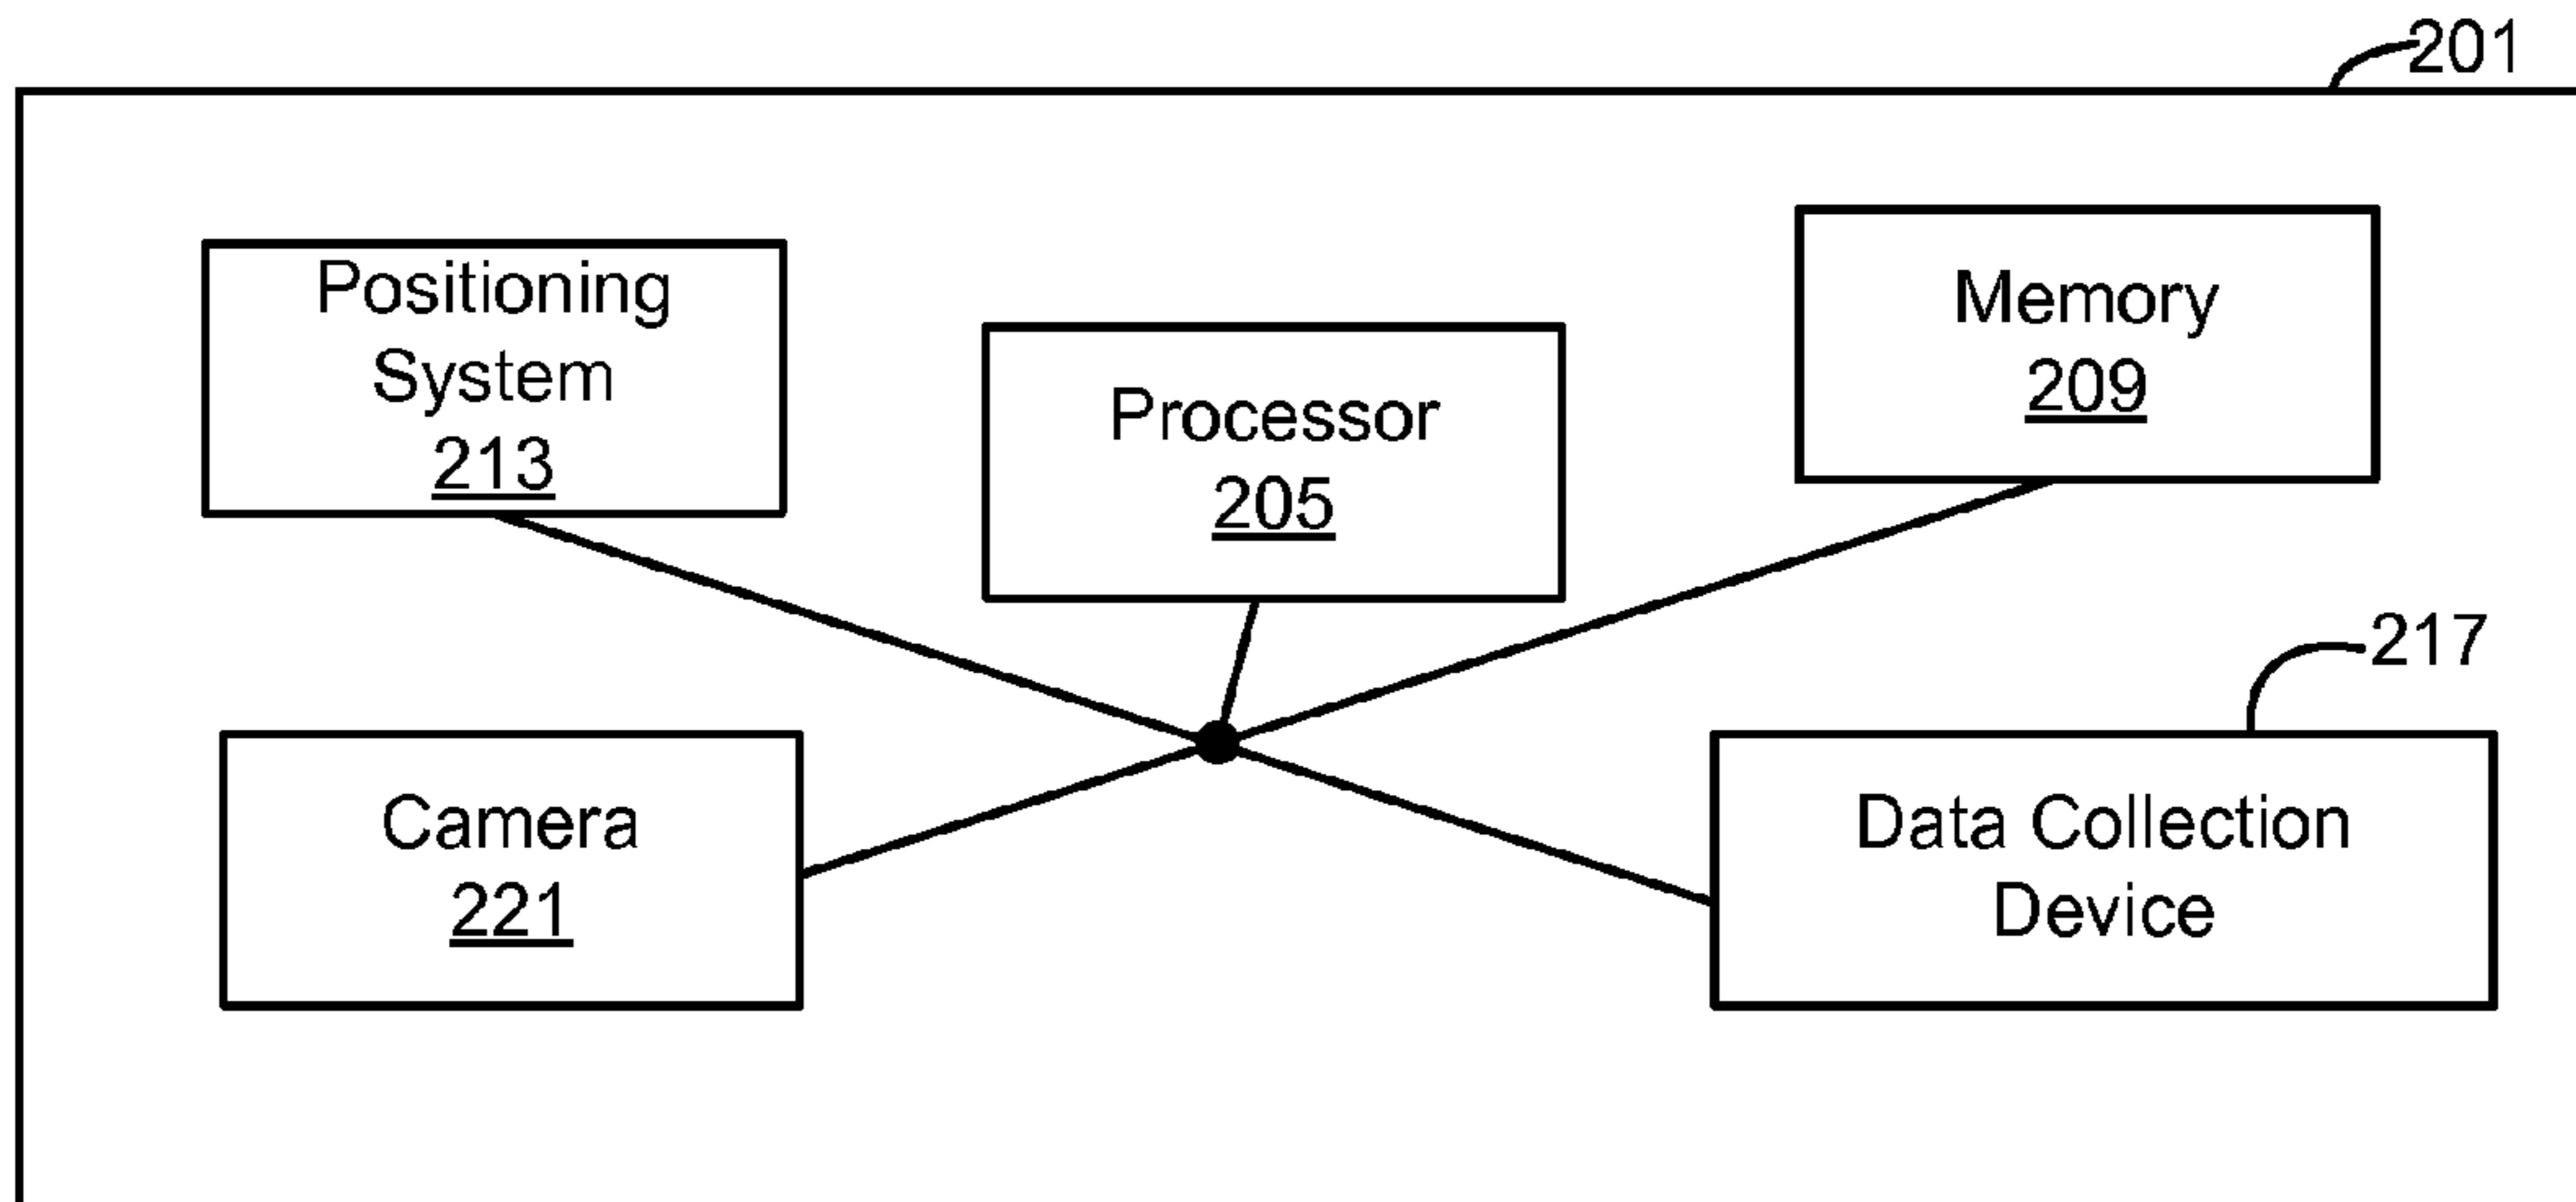 201
Positioning
System
213
Processor
205
Memory
209
217
Camera
221
Data Collection
Device